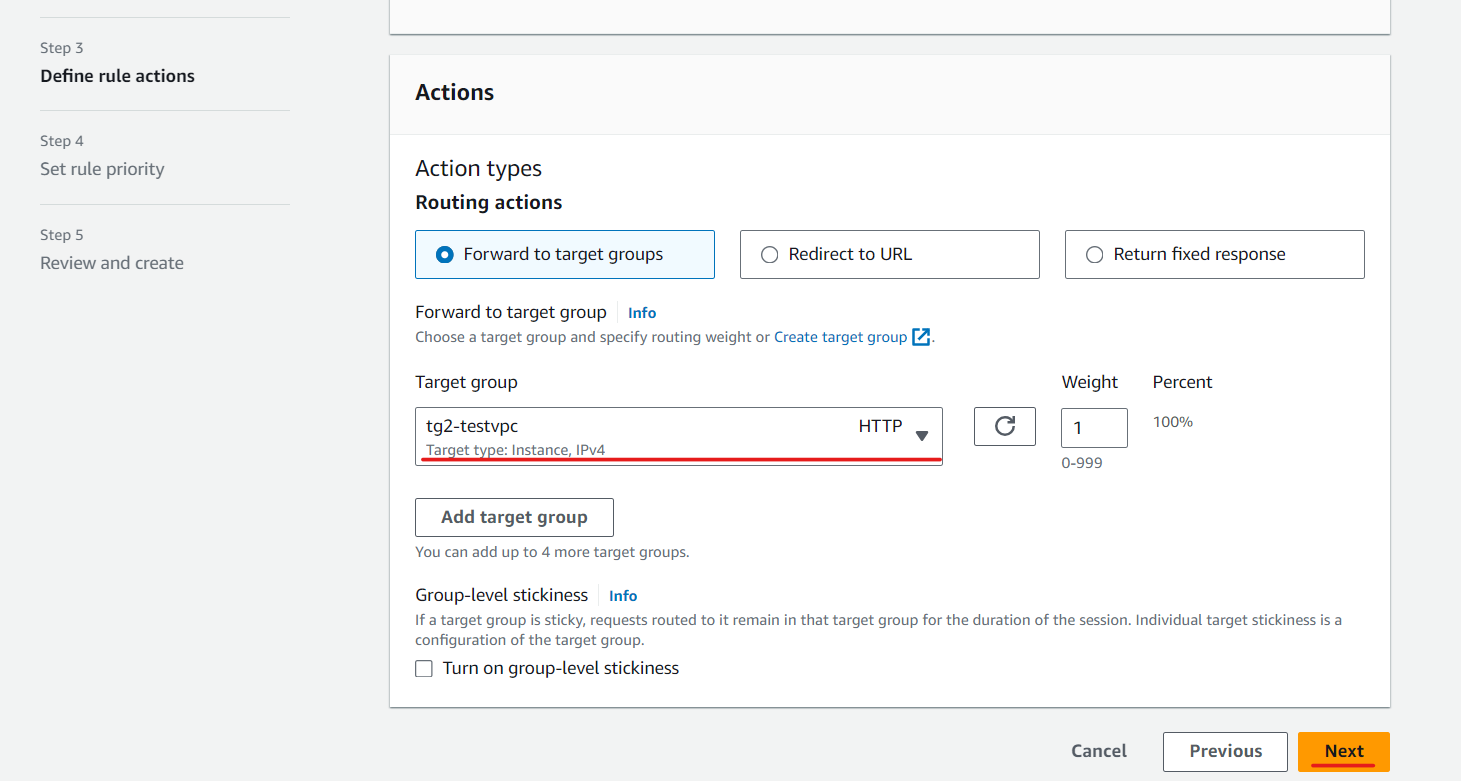 Step 3
Define rule actions
Step 4
Set rule priority
Step 5
Review and create
Actions
Action types
Routing actions
Forward to target groups
Redirect to URL
Return fixed response
Forward to target group Info
Choose a target group and specify routing weight or Create target group .
Target group
Weight
Percent
tg2-testvpc HTTP
Target type: Instance, IPv4
1
100%
0-999
Add target group
You can add up to 4 more target groups.
Group-level stickiness Info
If a target group is sticky, requests routed to it remain in that target group for the duration of the session. Individual target stickiness is a
configuration of the target group.
Turn on group-level stickiness
Cancel
Previous
Next